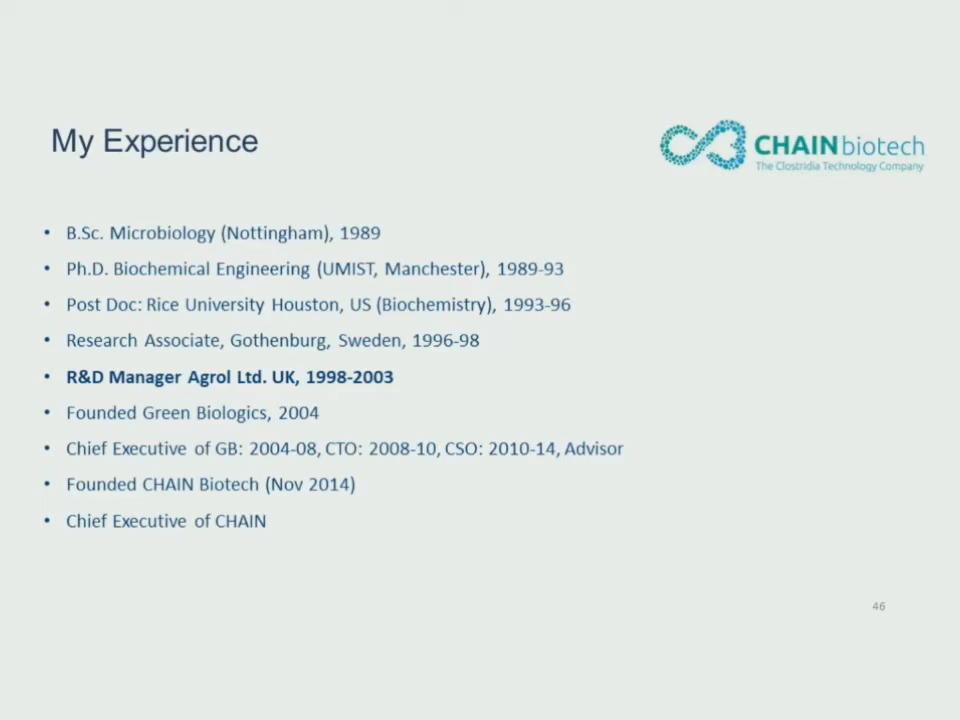 My Experience
CHAINbiotech
The Clostridia Technology Company
• B.Sc. Microbiology (Nottingham), 1989
• Ph.D. Biochemical Engineering (UMIST, Manchester), 1989-93
• Post Doc: Rice University Houston, US (Biochemistry), 1993-96
• Research Associate, Gothenburg, Sweden, 1996-98
• R&D Manager Agrol Ltd. UK, 1998-2003
• Founded Green Biologics, 2004
• Chief Executive of GB: 2004-08, CTO: 2008-10, CSO: 2010-14, Advisor
• Founded CHAIN Biotech (Nov 2014)
• Chief Executive of CHAIN
46